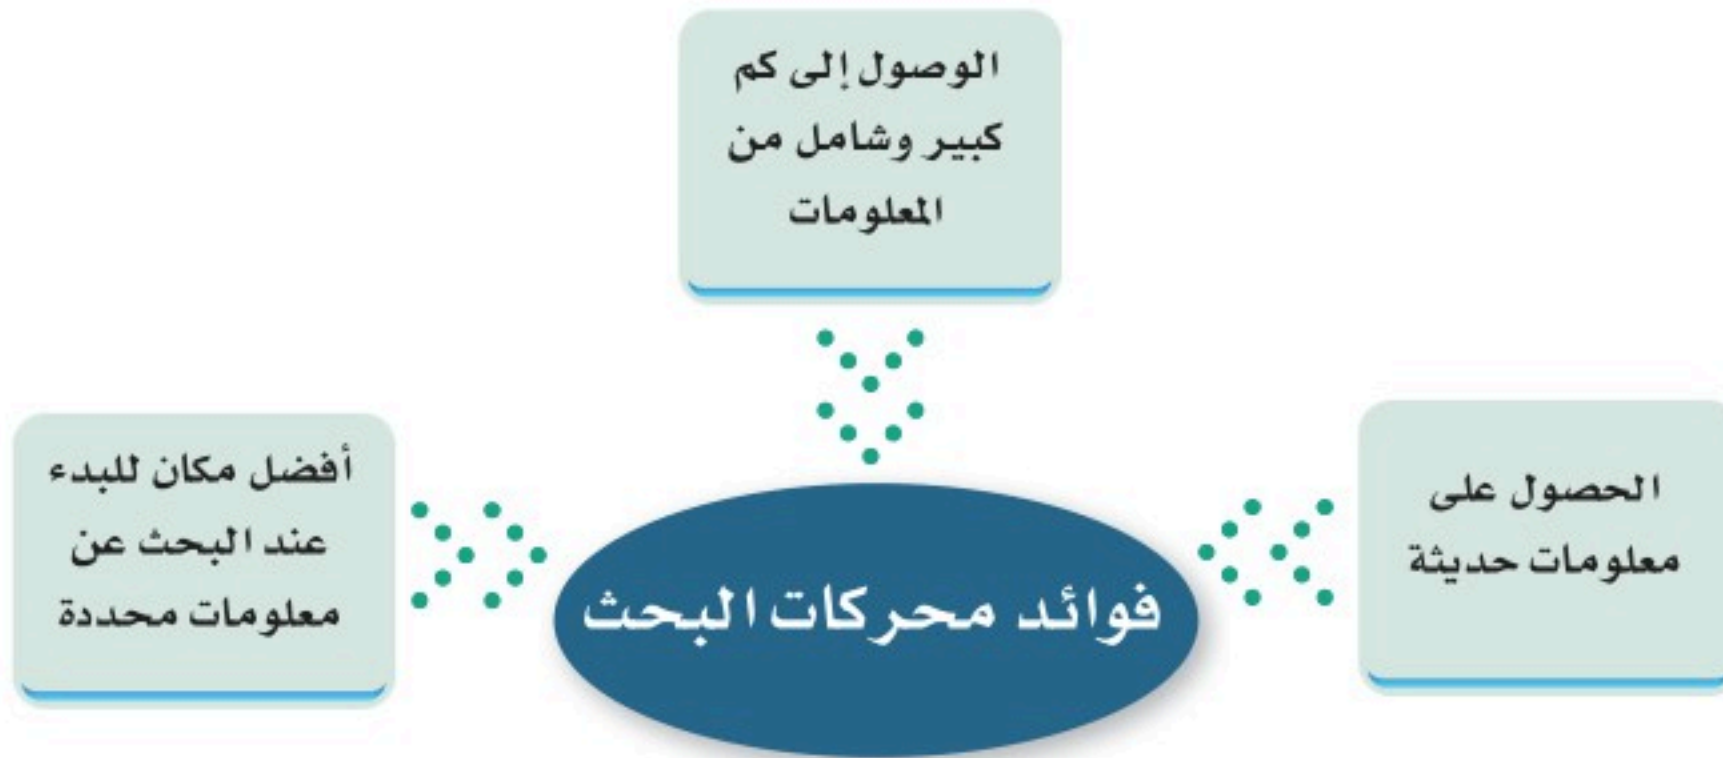 الوصول إلى كم
كبير وشامل من
المعلومات
الحصول على
معلومات حديثة
أفضل مكان للبدء
عند البحث عن
معلومات محددة
فوائد محركات البحث